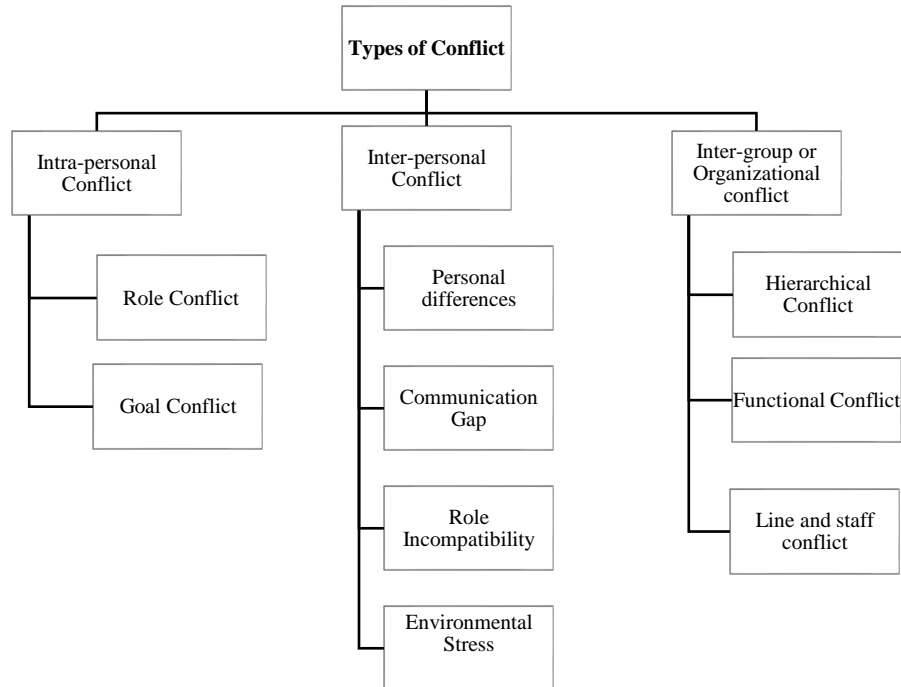 Types of Conflict
Intra-personal
Conflict
Role Conflict
Goal Conflict
Inter-personal
Conflict
Personal
differences
Communication
Gap
Role
Incompatibility
Environmental
Stress
Inter-group or
Organizational
conflict
Hierarchical
Conflict
Functional Conflict
Line and staff
conflict